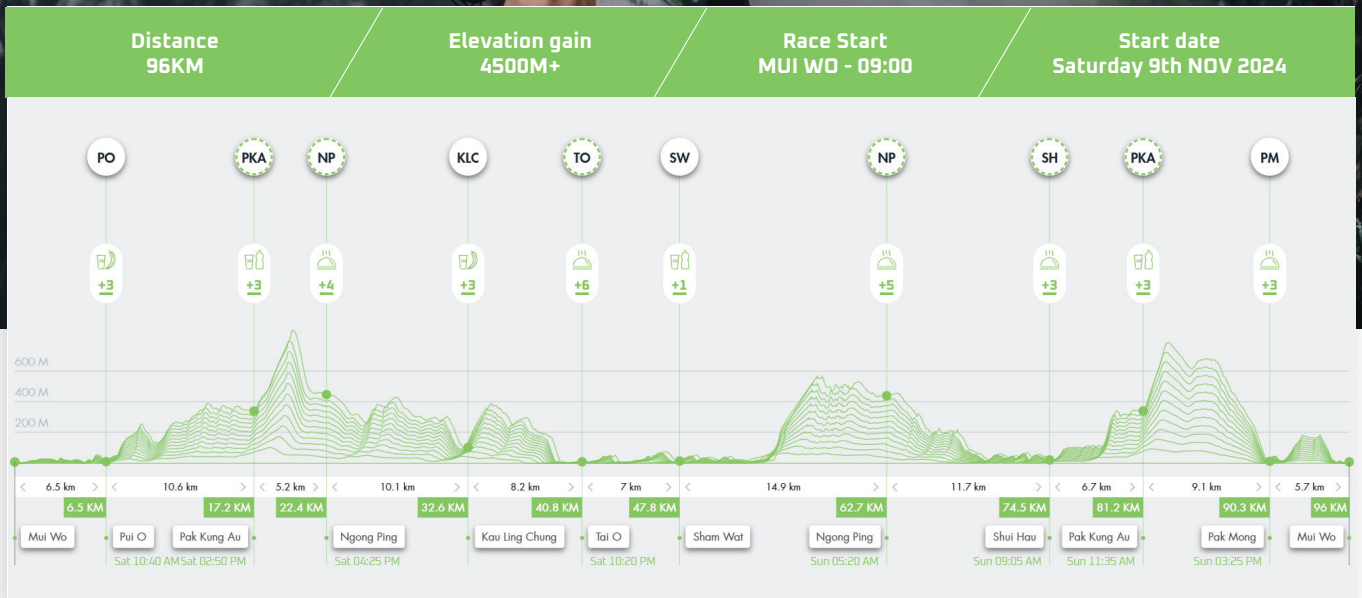 Distance
96KM
Elevation gain
4500M+
Race Start
MUI WO - 09:00
Start date
Saturday 9th NOV 2024
PO PKA NP KLC TO SW NP SH PKA PM
+3 +3 +4 +3 +6 +1 +5 +3 +3 +3
600 M
400 M
200 M
6.5 km 10.6 km 5.2 km 10.1 km 8.2 km 7 km 14.9 km 11.7 km 6.7 km 9.1 km 5.7 km
6.5 KM 17.2 KM 22.4 KM 32.6 KM 40.8 KM 47.8 KM 62.7 KM 74.5 KM 81.2 KM 90.3 KM 96 KM
Mui Wo Pui O Pak Kung Au Ngong Ping Kau Ling Chung Tai O Sham Wat Ngong Ping Shui Hau Pak Kung Au Pak Mong Mui Wo
Sat 10:40 AM Sat 02:50 PM Sat 04:25 PM Sat 10:20 PM Sun 05:20 AM Sun 09:05 AM Sun 11:35 AM Sun 03:25 PM